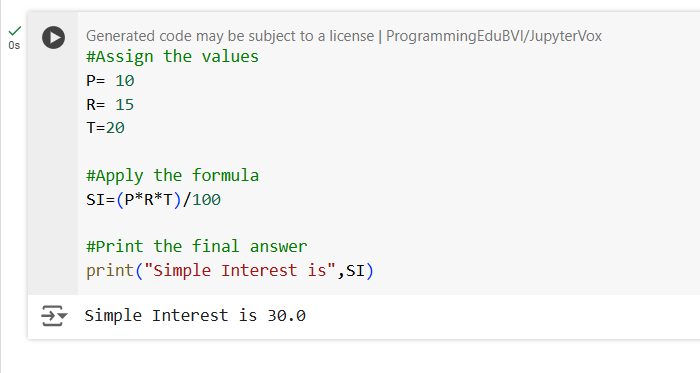 Generated code may be subject to a license | ProgrammingEduBVI/JupyterVox
0s
#Assign the values
P= 10
R= 15
T=20
#Apply the formula
SI=(P*R*T)/100
#Print the final answer
print("Simple Interest is",SI)
Simple Interest is 30.0